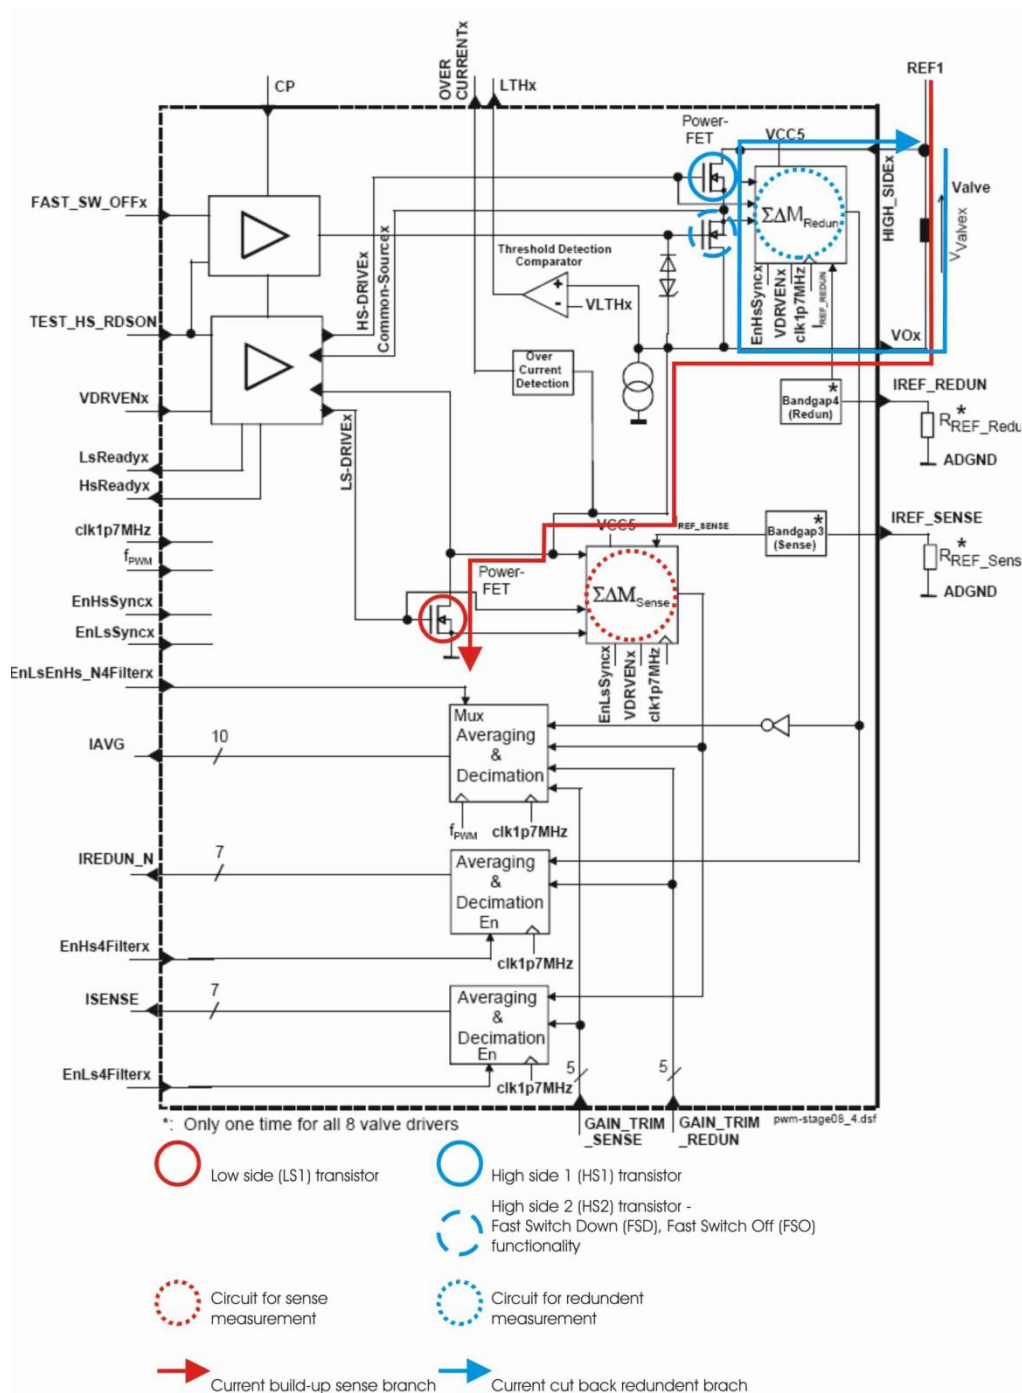 CP
OVER
CURRENTx
LTHx
REF1
Power-
FET
VCC5
FAST_SW_OFFx
ΣΔM Redun
HIGH_SIDEx
Valve
VValvex
HS-DRIVEx
Common-Sourcex
Threshold Detection
Comparator
+
-
VLTHx
EnHsSyncx
VDRVENx
clk1p7MHz
IREF_REDUN
TEST_HS_RDSON
VOx
Over
Current
Detection
*
Bandgap4
(Redun)
IREF_REDUN
*
RREF_Redu
ADGND
VDRVENx
LS-DRIVEx
LsReadyx
HsReadyx
clk1p7MHz
fPWM
EnHsSyncx
EnLsSyncx
VCC5
REF_SENSE
*
Bandgap3
(Sense)
IREF_SENSE
*
RREF_Sens
ADGND
Power-
FET
ΣΔM Sense
EnLsSyncx
VDRVENx
clk1p7MHz
EnLsEnHs_N4Filterx
Mux
Averaging
&
Decimation
IAVG
10
fPWM
clk1p7MHz
IREDUN_N
7
Averaging
&
Decimation
En
EnHs4Filterx
clk1p7MHz
ISENSE
7
Averaging
&
Decimation
En
EnLs4Filterx
clk1p7MHz
5
5
*: Only one time for all 8 valve drivers
GAIN_TRIM
_SENSE
GAIN_TRIM
_REDUN
pwm-stage08_4.dsf
Low side (LS1) transistor
High side 1 (HS1) transistor
High side 2 (HS2) transistor -
Fast Switch Down (FSD), Fast Switch Off (FSO)
functionality
Circuit for sense
measurement
Circuit for redundent
measurement
Current build-up sense branch
Current cut back redundent brach